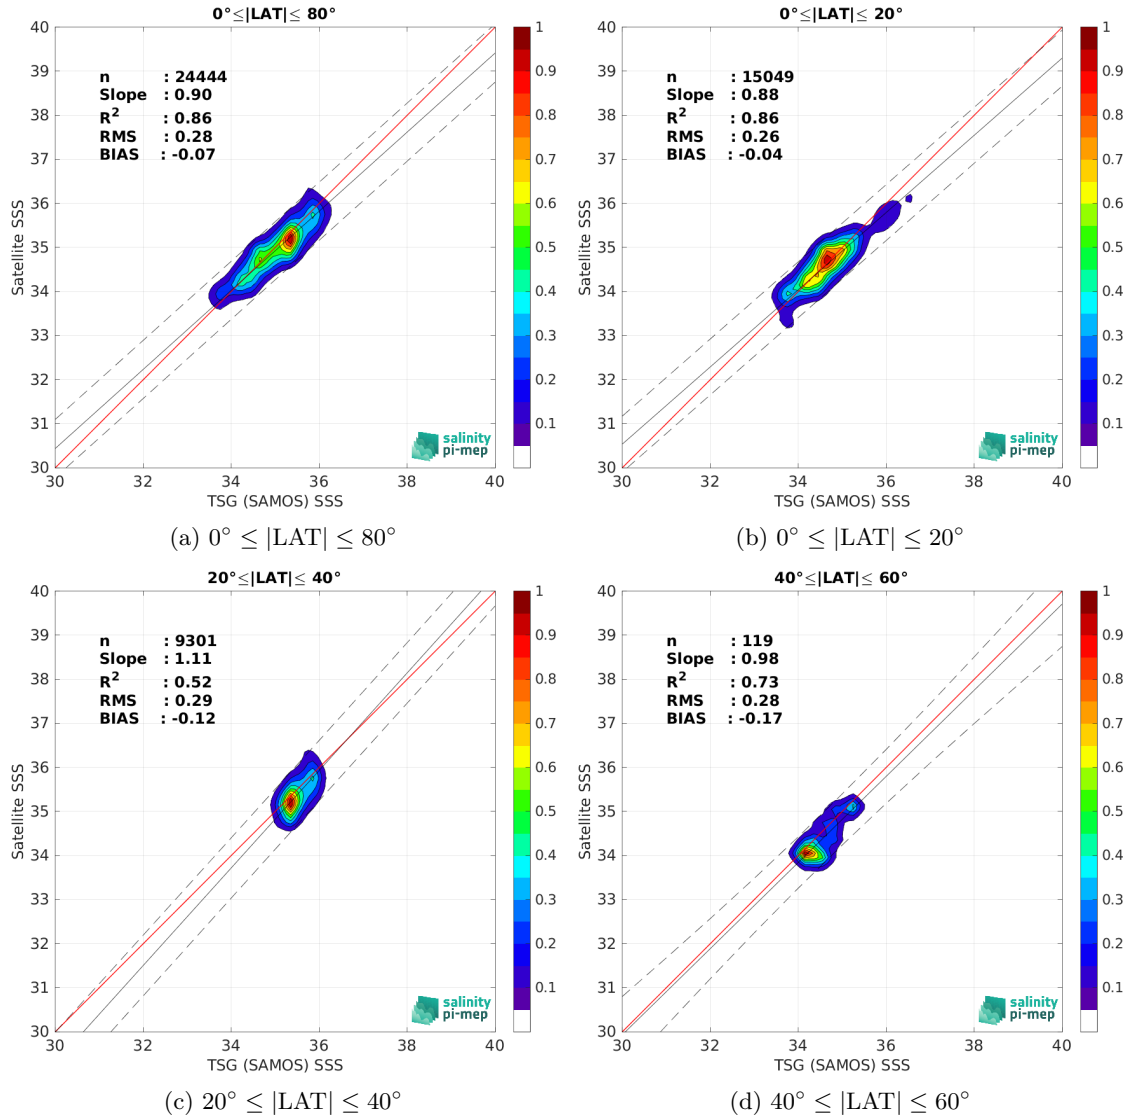 0°≤|LAT|≤ 80°
40
39
38
37
36
35
34
33
32
31
30
Satellite SSS
n : 24444
Slope : 0.90
R² : 0.86
RMS : 0.28
BIAS : -0.07
salinity
pi-mep
30 32 34 36 38 40
TSG (SAMOS) SSS
1
0.9
0.8
0.7
0.6
0.5
0.4
0.3
0.2
0.1
(a) 0° ≤ |LAT| ≤ 80°
0°≤|LAT|≤ 20°
40
39
38
37
36
35
34
33
32
31
30
Satellite SSS
n : 15049
Slope : 0.88
R² : 0.86
RMS : 0.26
BIAS : -0.04
salinity
pi-mep
30 32 34 36 38 40
TSG (SAMOS) SSS
1
0.9
0.8
0.7
0.6
0.5
0.4
0.3
0.2
0.1
(b) 0° ≤ |LAT| ≤ 20°
20°≤|LAT|≤ 40°
40
39
38
37
36
35
34
33
32
31
30
Satellite SSS
n : 9301
Slope : 1.11
R² : 0.52
RMS : 0.29
BIAS : -0.12
salinity
pi-mep
30 32 34 36 38 40
TSG (SAMOS) SSS
1
0.9
0.8
0.7
0.6
0.5
0.4
0.3
0.2
0.1
(c) 20° ≤ |LAT| ≤ 40°
40°≤|LAT|≤ 60°
40
39
38
37
36
35
34
33
32
31
30
Satellite SSS
n : 119
Slope : 0.98
R² : 0.73
RMS : 0.28
BIAS : -0.17
salinity
pi-mep
30 32 34 36 38 40
TSG (SAMOS) SSS
1
0.9
0.8
0.7
0.6
0.5
0.4
0.3
0.2
0.1
(d) 40° ≤ |LAT| ≤ 60°